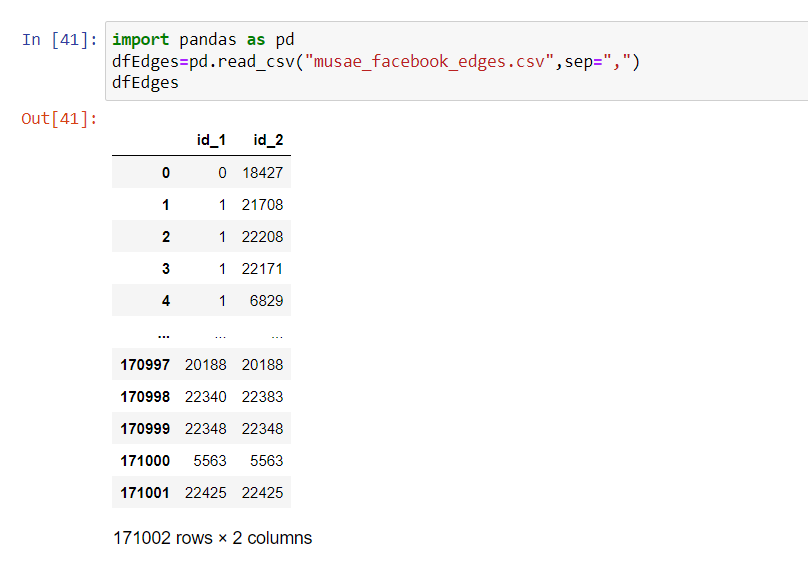 In [41]: import pandas as pd
dfEdges=pd.read_csv("musae_facebook_edges.csv",sep=",")
dfEdges
Out[41]:
id_1 id_2
0 0 18427
1 1 21708
2 1 22208
3 1 22171
4 1 6829
... ... ...
170997 20188 20188
170998 22340 22383
170999 22348 22348
171000 5563 5563
171001 22425 22425
171002 rows × 2 columns